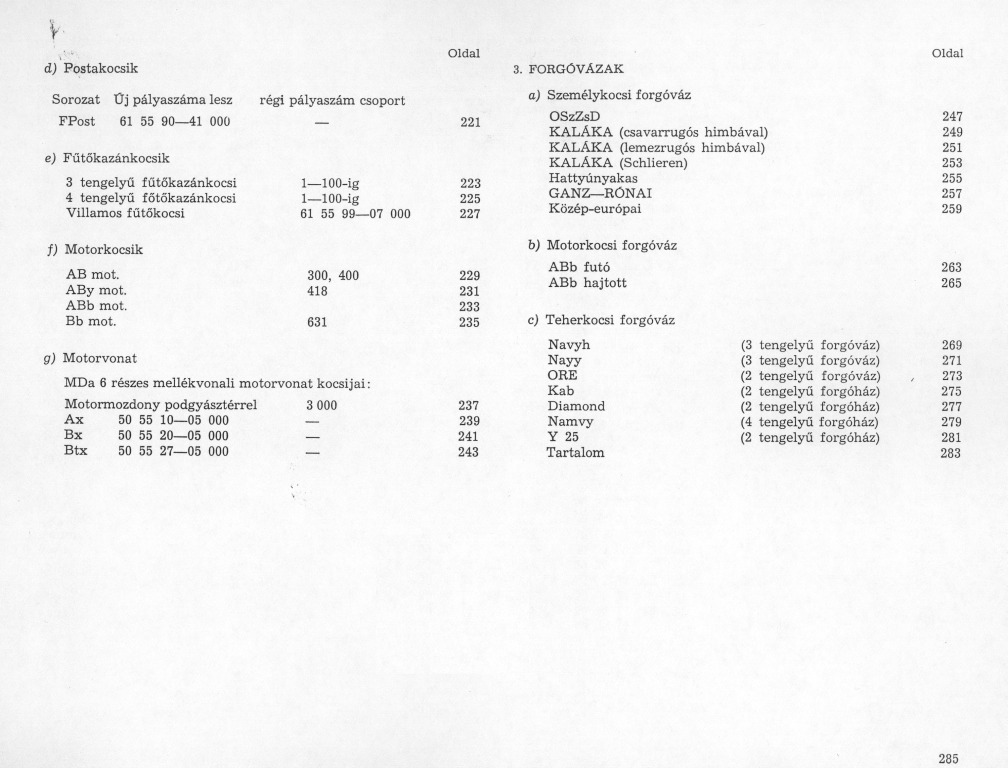 Oldal
d) Postakocsik
Sorozat Új pályaszáma lesz régi pályaszám csoport
FPost 61 55 90—41 000 — 221
e) Fűtőkazánkocsik
3 tengelyű fűtőkazánkocsi 1—100-ig 223
4 tengelyű főtőkazánkocsi 1—100-ig 225
Villamos fűtőkocsi 61 55 99—07 000 227
f) Motorkocsik
AB mot. 300, 400 229
ABy mot. 418 231
ABb mot. 233
Bb mot. 631 235
g) Motorvonat
MDa 6 részes mellékvonali motorvonat kocsijai:
Motormozdony podgyásztérrel 3 000 237
Ax 50 55 10—05 000 — 239
Bx 50 55 20—05 000 — 241
Btx 50 55 27—05 000 — 243
Oldal
3. FORGÓVÁZAK
a) Személykocsi forgóváz
OSzZsD 247
KALÁKA (csavarrugós himbával) 249
KALÁKA (lemezrugós himbával) 251
KALÁKA (Schlieren) 253
Hattyúnyakas 255
GANZ—RÓNAI 257
Közép-európai 259
b) Motorkocsi forgóváz
ABb futó 263
ABb hajtott 265
c) Teherkocsi forgóváz
Navyh (3 tengelyű forgóváz) 269
Nayy (3 tengelyű forgóváz) 271
ORE (2 tengelyű forgóváz) 273
Kab (2 tengelyű forgóház) 275
Diamond (2 tengelyű forgóház) 277
Namvy (4 tengelyű forgóház) 279
Y 25 (2 tengelyű forgóház) 281
Tartalom 283
285